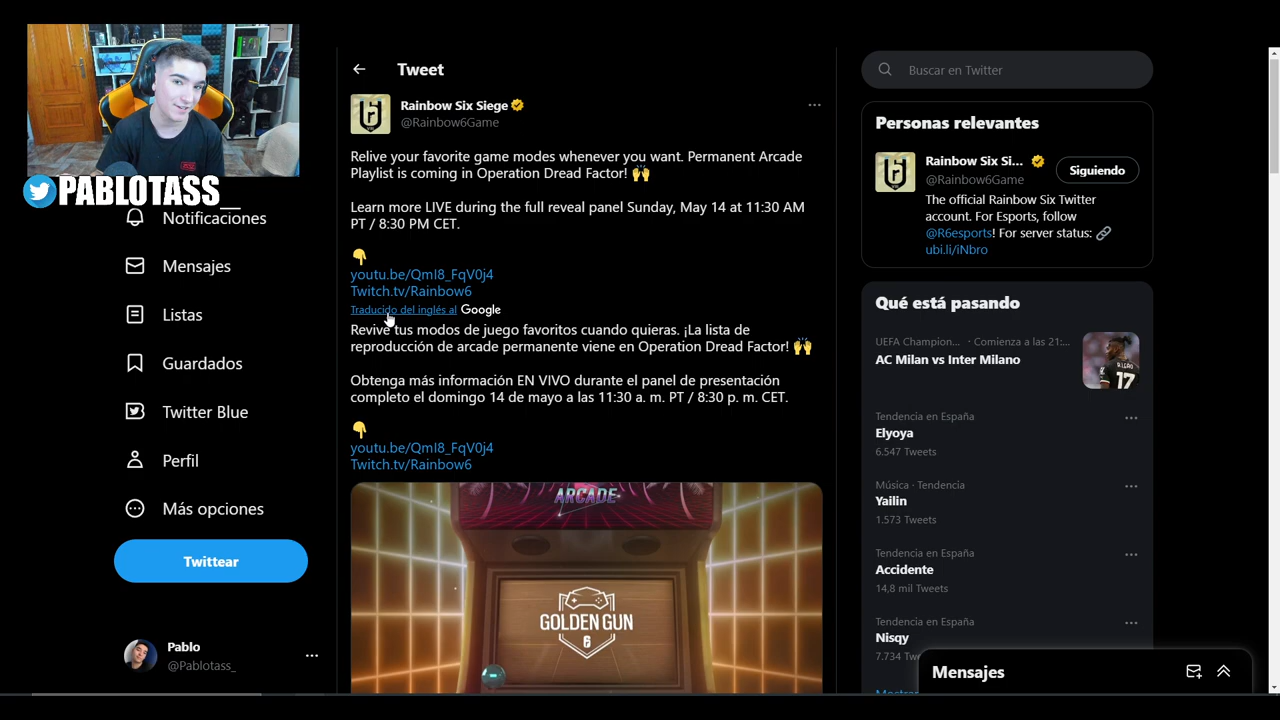 PABLOTASS_
Notificaciones
Mensajes
Listas
Guardados
Twitter Blue
Perfil
Más opciones
Twittear
Pablo
@Pablotass_
Tweet
Rainbow Six Siege
@Rainbow6Game
Relive your favorite game modes whenever you want. Permanent Arcade
Playlist is coming in Operation Dread Factor! 🙌
Learn more LIVE during the full reveal panel Sunday, May 14 at 11:30 AM
PT / 8:30 PM CET.
👇
youtu.be/QmI8_FqV0j4
Twitch.tv/Rainbow6
Traducido del inglés al Google
Revive tus modos de juego favoritos cuando quieras. ¡La lista de
reproducción de arcade permanente viene en Operation Dread Factor! 🙌
Obtenga más información EN VIVO durante el panel de presentación
completo el domingo 14 de mayo a las 11:30 a. m. PT / 8:30 p. m. CET.
👇
youtu.be/QmI8_FqV0j4
Twitch.tv/Rainbow6
ARCADE
GOLDEN GUN
6
Buscar en Twitter
Personas relevantes
Rainbow Six Si...
@Rainbow6Game
Siguiendo
The official Rainbow Six Twitter
account. For Esports, follow
@R6esports! For server status: 🔗
ubi.li/iNbro
Qué está pasando
UEFA Champion... · Comienza a las 21:...
AC Milan vs Inter Milano
17
Tendencia en España
Elyoya
6.547 Tweets
Música · Tendencia
Yailin
1.573 Tweets
Tendencia en España
Accidente
14,8 mil Tweets
Tendencia en España
Nisqy
7.734
Mensajes